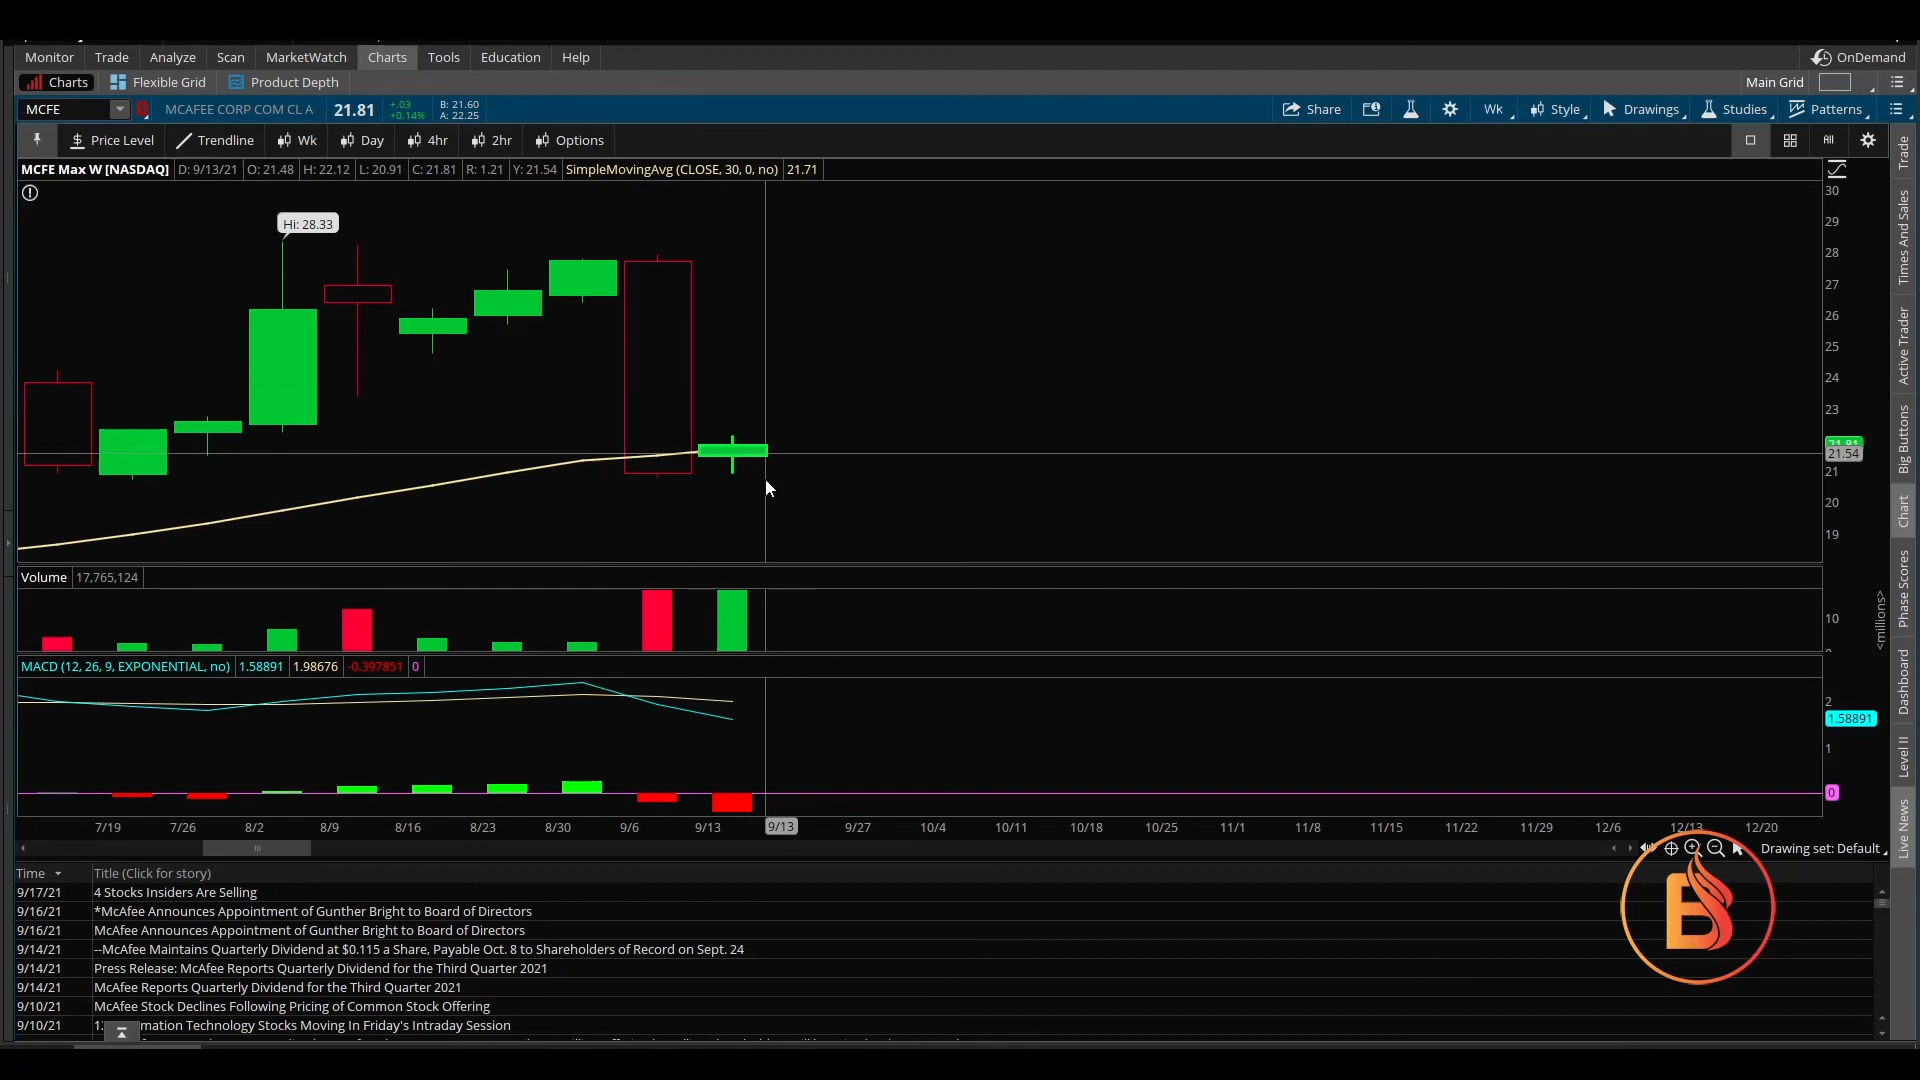 Monitor Trade Analyze Scan MarketWatch Charts Tools Education Help OnDemand
Charts Flexible Grid Product Depth Main Grid
MCFE MCAFEE CORP COM CL A 21.81 +.03 +0.14% B: 21.60 A: 22.25 Share Wk Style Drawings Studies Patterns
$ Price Level Trendline Wk Day 4hr 2hr Options All
MCFE Max W [NASDAQ] D: 9/13/21 O: 21.48 H: 22.12 L: 20.91 C: 21.81 R: 1.21 Y: 21.54 SimpleMovingAvg (CLOSE, 30, 0, no) 21.71
Hi: 28.33
30
29
28
27
26
25
24
23
21.81
21.54
21
20
19
Volume 17,765,124
10
<millions>
MACD (12, 26, 9, EXPONENTIAL, no) 1.58891 1.98676 -0.397851 0
2
1.58891
1
0
7/19 7/26 8/2 8/9 8/16 8/23 8/30 9/6 9/13 9/13 9/27 10/4 10/11 10/18 10/25 11/1 11/8 11/15 11/22 11/29 12/6 12/13 12/20
Drawing set: Default
Time Title (Click for story)
9/17/21 4 Stocks Insiders Are Selling
9/16/21 *McAfee Announces Appointment of Gunther Bright to Board of Directors
9/16/21 McAfee Announces Appointment of Gunther Bright to Board of Directors
9/14/21 --McAfee Maintains Quarterly Dividend at $0.115 a Share, Payable Oct. 8 to Shareholders of Record on Sept. 24
9/14/21 Press Release: McAfee Reports Quarterly Dividend for the Third Quarter 2021
9/14/21 McAfee Reports Quarterly Dividend for the Third Quarter 2021
9/10/21 McAfee Stock Declines Following Pricing of Common Stock Offering
9/10/21 Technology Stocks Moving In Friday's Intraday Session
Trade
Times And Sales
Active Trader
Big Buttons
Chart
Phase Scores
Dashboard
Level II
Live News
B